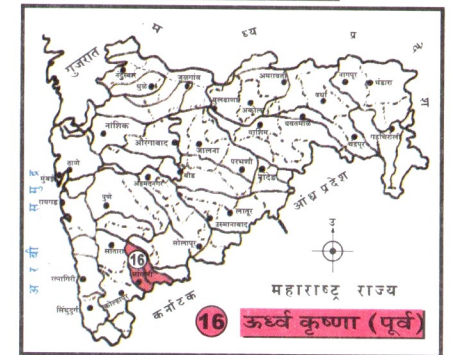 म ध्य प्र दे
गुजरात
नंदुरबार
धुळे
जळगांव
अमरावती
नागपूर
भंडारा
बुलढाणा
अकोला
वर्धा
नाशिक
औरंगाबाद
जालना
वाशिम
यवतमाळ
चंद्रपूर
गडचिरोली
ठाणे
मुंबई
रायगड
अहमदनगर
बीड
परभणी
नांदेड
आंध्र प्रदेश
पुणे
लातूर
उस्मानाबाद
सोलापूर
सातारा
16
सांगली
रत्नागिरी
कोल्हापूर
सिंधुदुर्ग
कर्नाटक
अ र बी स मु द्र
उ
महाराष्ट्र राज्य
16 ऊर्ध्व कृष्णा (पूर्व)